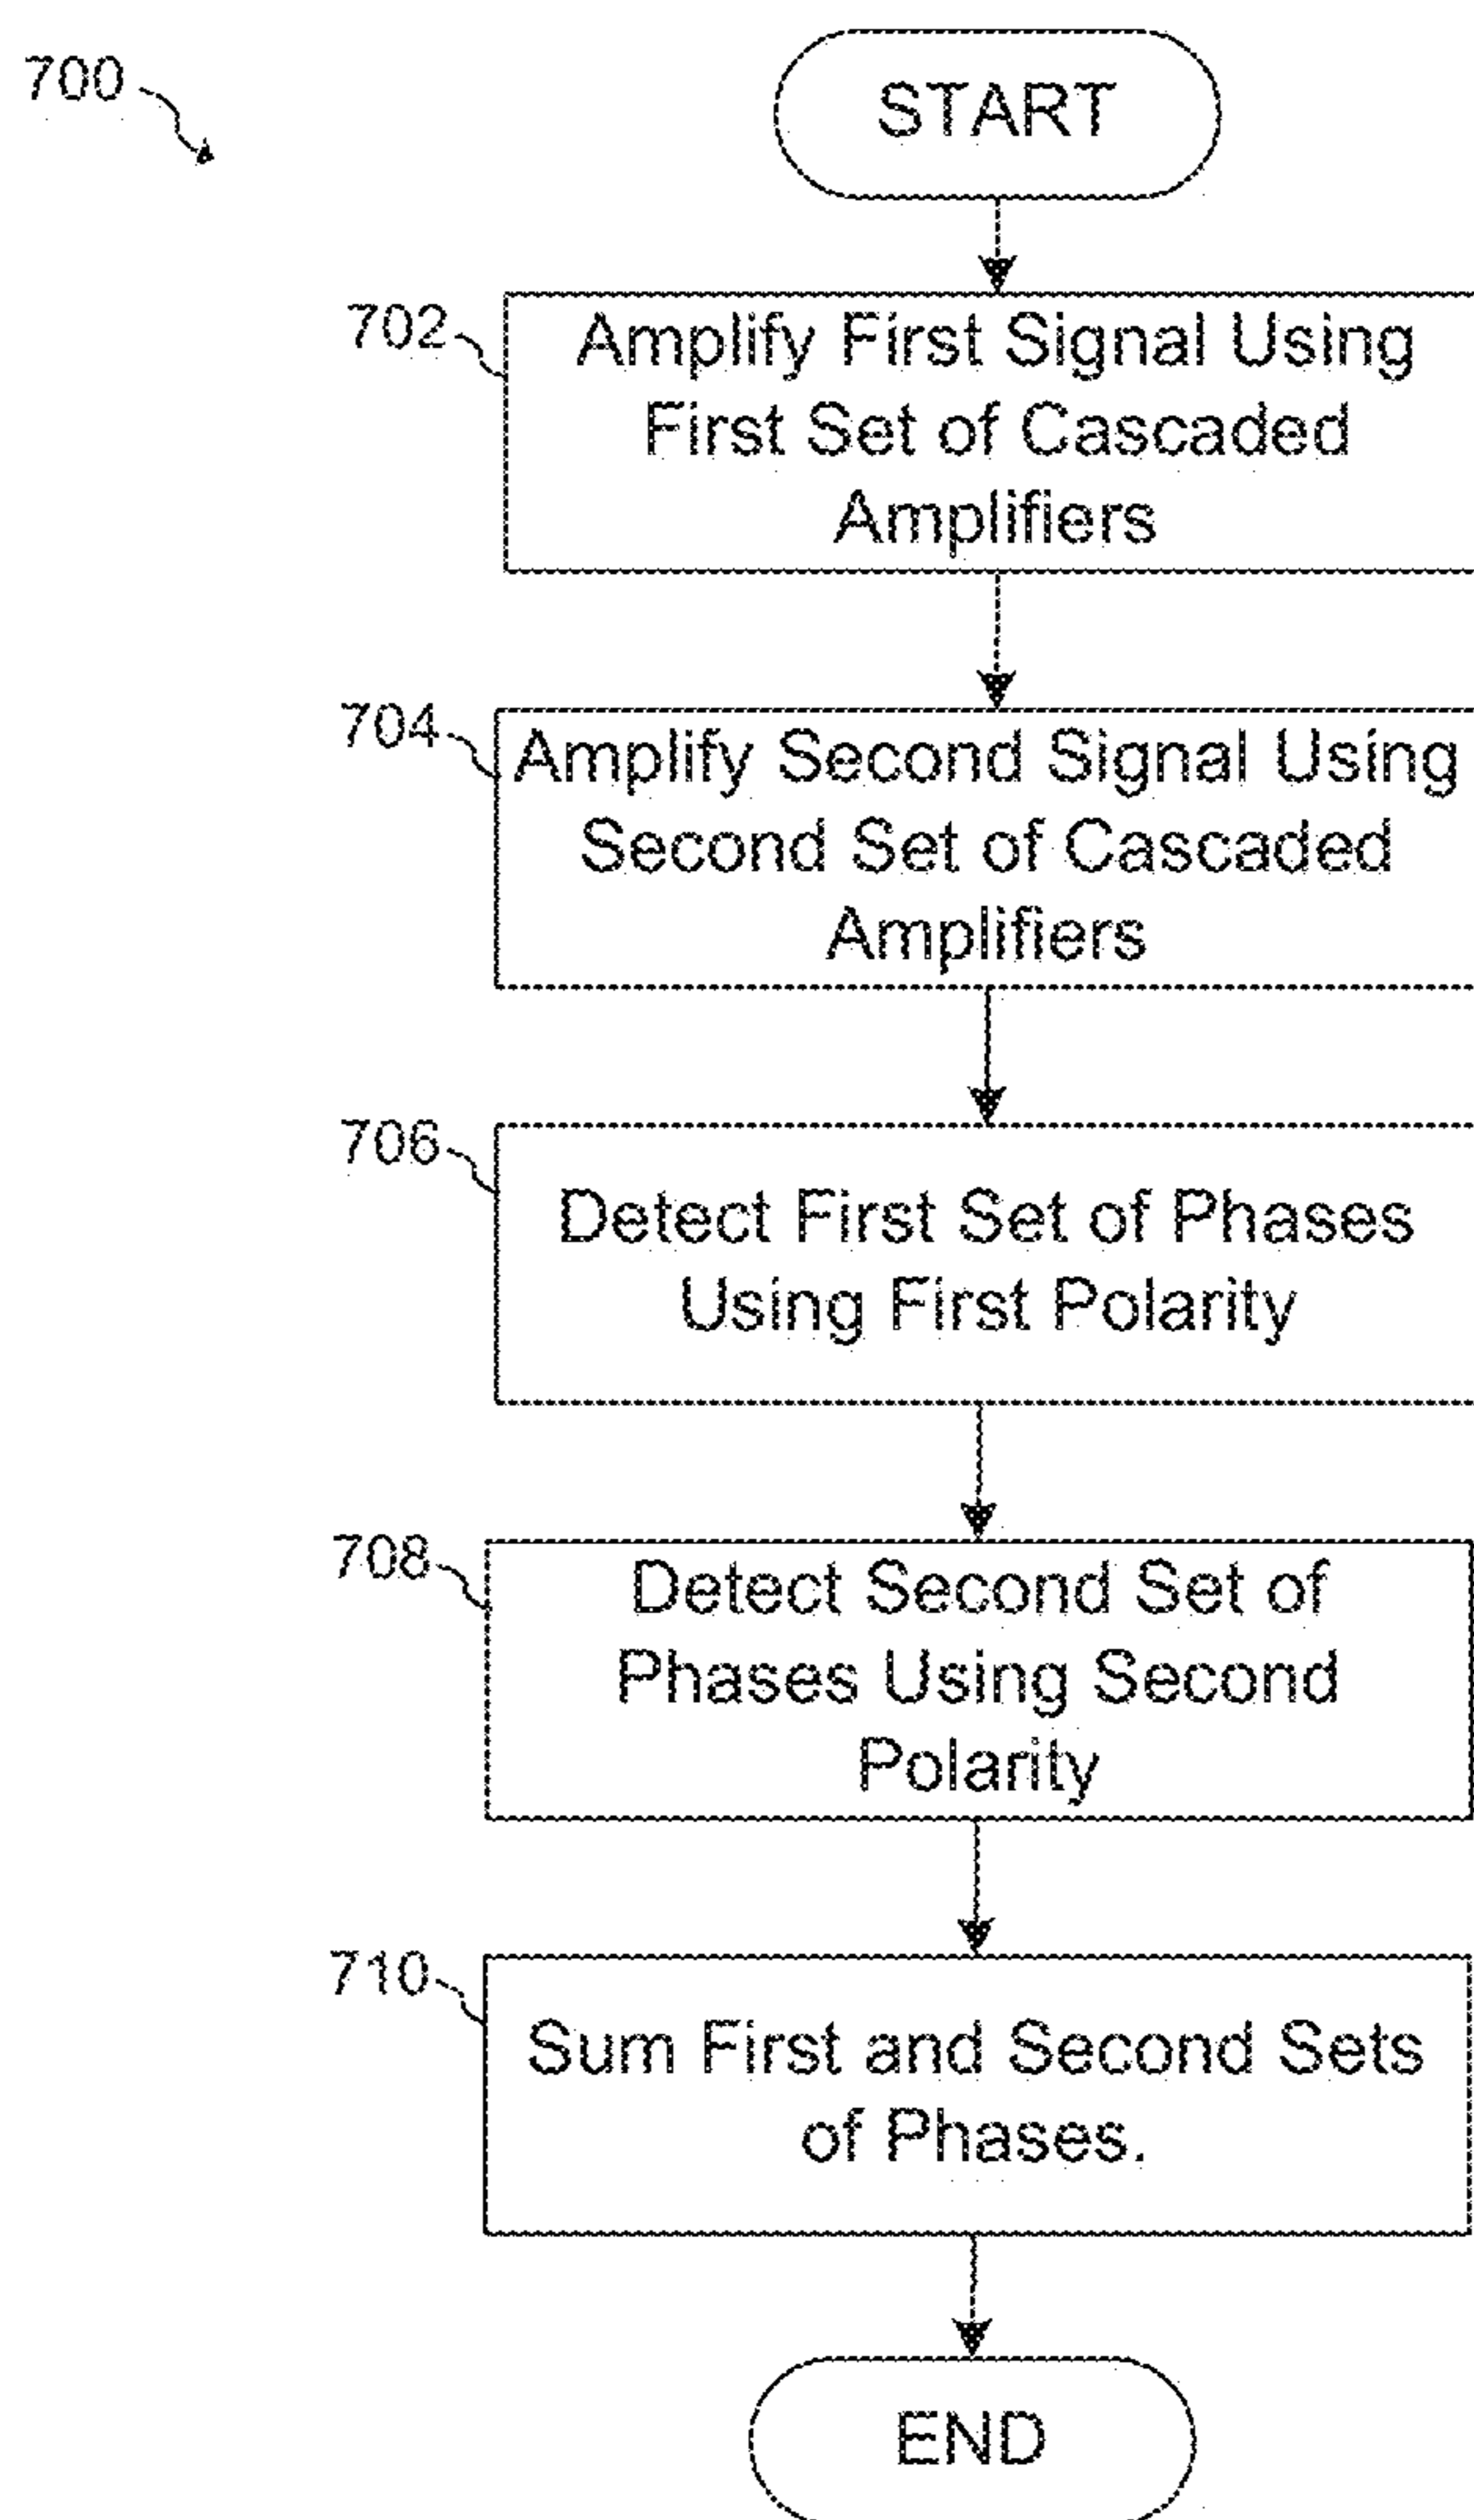 700
START
702
Amplify First Signal Using
First Set of Cascaded
Amplifiers
704
Amplify Second Signal Using
Second Set of Cascaded
Amplifiers
706
Detect First Set of Phases
Using First Polarity
708
Detect Second Set of
Phases Using Second
Polarity
710
Sum First and Second Sets
of Phases.
END